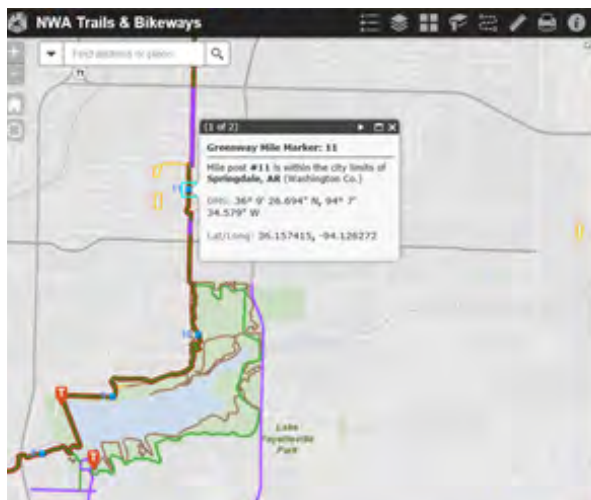 NWA Trails & Bikeways
Find address or place
(1 of 2)
Greenway Mile Marker: 11
Mile post #11 is within the city limits of
Springdale, AR (Washington Co.)
DMS: 36° 9' 26.694" N, 94° 7'
34.579" W
Lat/Long: 36.157415, -94.126272
11
10
Lake
Fayetteville
Park